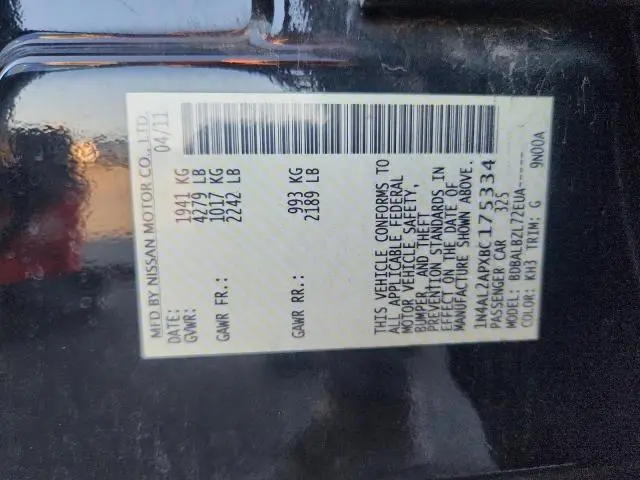 MFD BY NISSAN MOTOR CO., LTD.
DATE: 04/11
GVWR: 1941 KG
4279 LB
GAWR FR.: 1017 KG
2242 LB
GAWR RR.: 993 KG
2189 LB
THIS VEHICLE CONFORMS TO
ALL APPLICABLE FEDERAL
MOTOR VEHICLE SAFETY,
BUMPER AND THEFT
PREVENTION STANDARDS IN
EFFECT ON THE DATE OF
MANUFACTURE SHOWN ABOVE.
1N4AL2APXBC175334
PASSENGER CAR 325
MODEL: BDBALBZL72EUA-----
COLOR: KH3 TRIM: G 9N00A